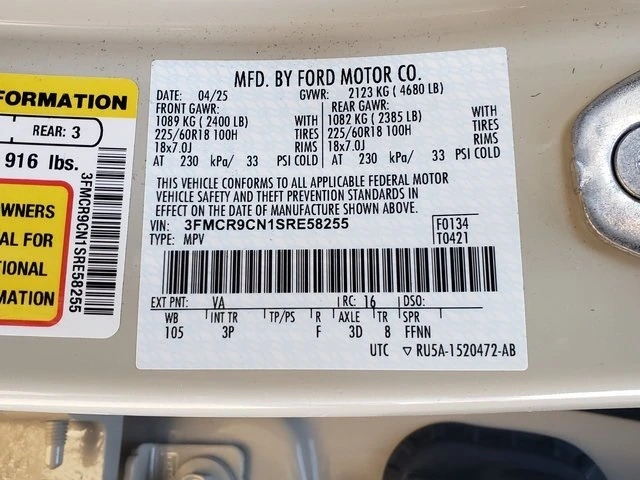 FORMATION
REAR: 3
916 lbs.
OWNERS
AL FOR
TIONAL
MATION
3FMCR9CN1SRE58255
MFD. BY FORD MOTOR CO.
DATE: 04/25 GVWR: 2123 KG ( 4680 LB)
FRONT GAWR: REAR GAWR:
1089 KG ( 2400 LB) WITH 1082 KG ( 2385 LB) WITH
225/60R18 100H TIRES 225/60R18 100H TIRES
18x7.0J RIMS 18x7.0J RIMS
AT 230 kPa/ 33 PSI COLD AT 230 kPa/ 33 PSI COLD
THIS VEHICLE CONFORMS TO ALL APPLICABLE FEDERAL MOTOR
VEHICLE SAFETY AND THEFT PREVENTION STANDARDS IN
EFFECT ON THE DATE OF MANUFACTURE SHOWN ABOVE.
VIN: 3FMCR9CN1SRE58255 F0134
TYPE: MPV T0421
EXT PNT: VA RC: 16 DSO:
WB INT TR TP/PS R AXLE TR SPR
105 3P F 3D 8 FFNN
UTC ▽ RU5A-1520472-AB